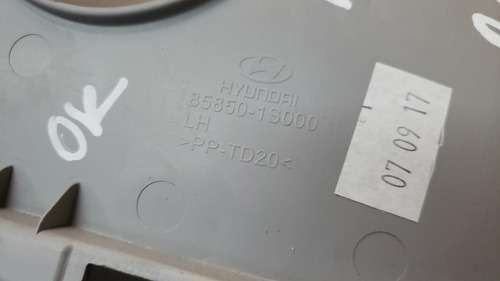 HYUNDAI
85850-1S000
LH
>PP-TD20<
OK
07 09 17